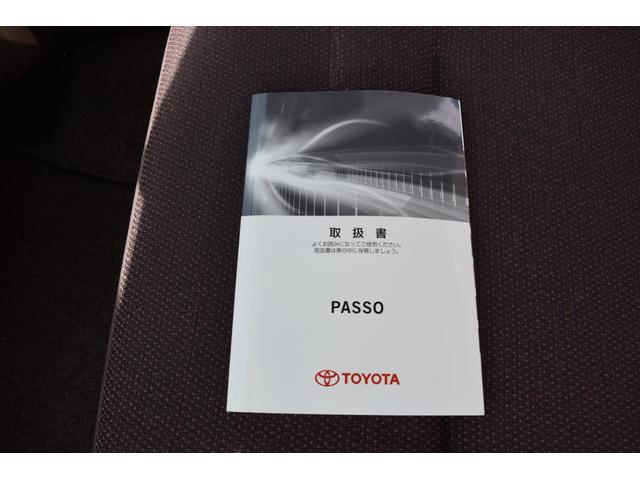 取扱書
よくお読みになってご使用ください。
取扱書は車の中に保管しましょう。
PASSO
TOYOTA